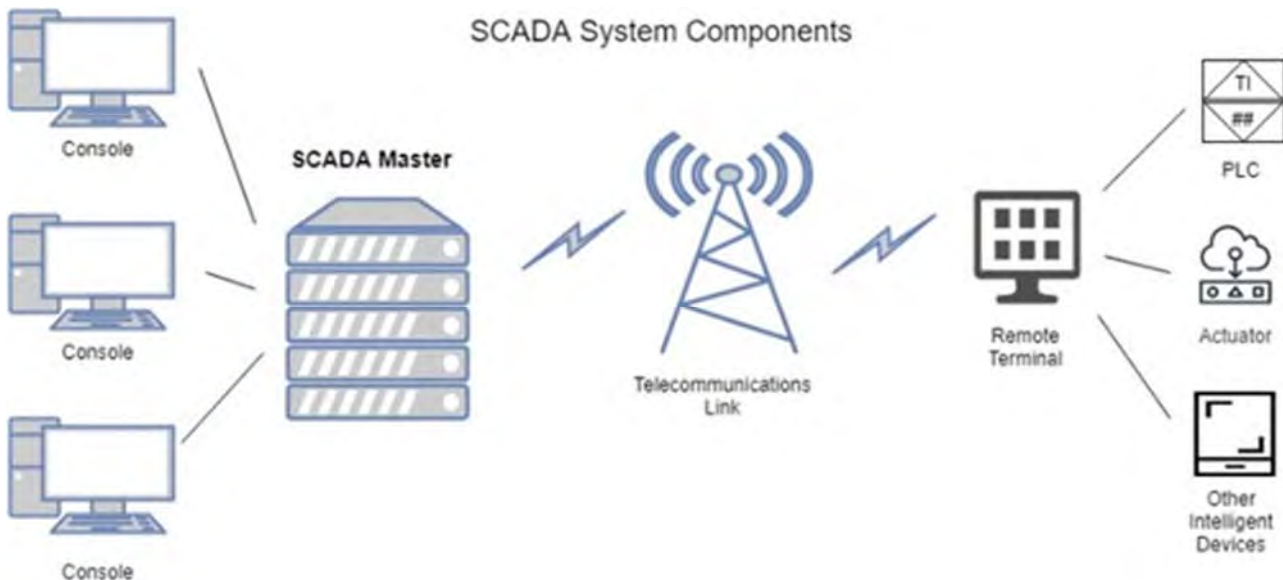 SCADA System Components
Console
Console
Console
SCADA Master
Telecommunications
Link
Remote
Terminal
TI
##
PLC
Actuator
Other
Intelligent
Devices